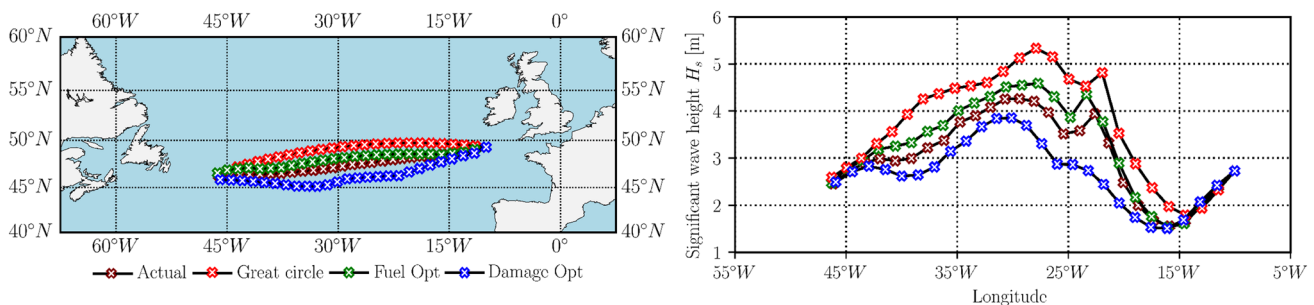 60°W 45°W 30°W 15°W 0°
60°N 60°N
55°N 55°N
50°N 50°N
45°N 45°N
40°N 40°N
60°W 45°W 30°W 15°W 0°
Actual Great circle Fuel Opt Damage Opt
Significant wave height Hs [m]
6
5
4
3
2
1
55°W 45°W 35°W 25°W 15°W 5°W
Longitude